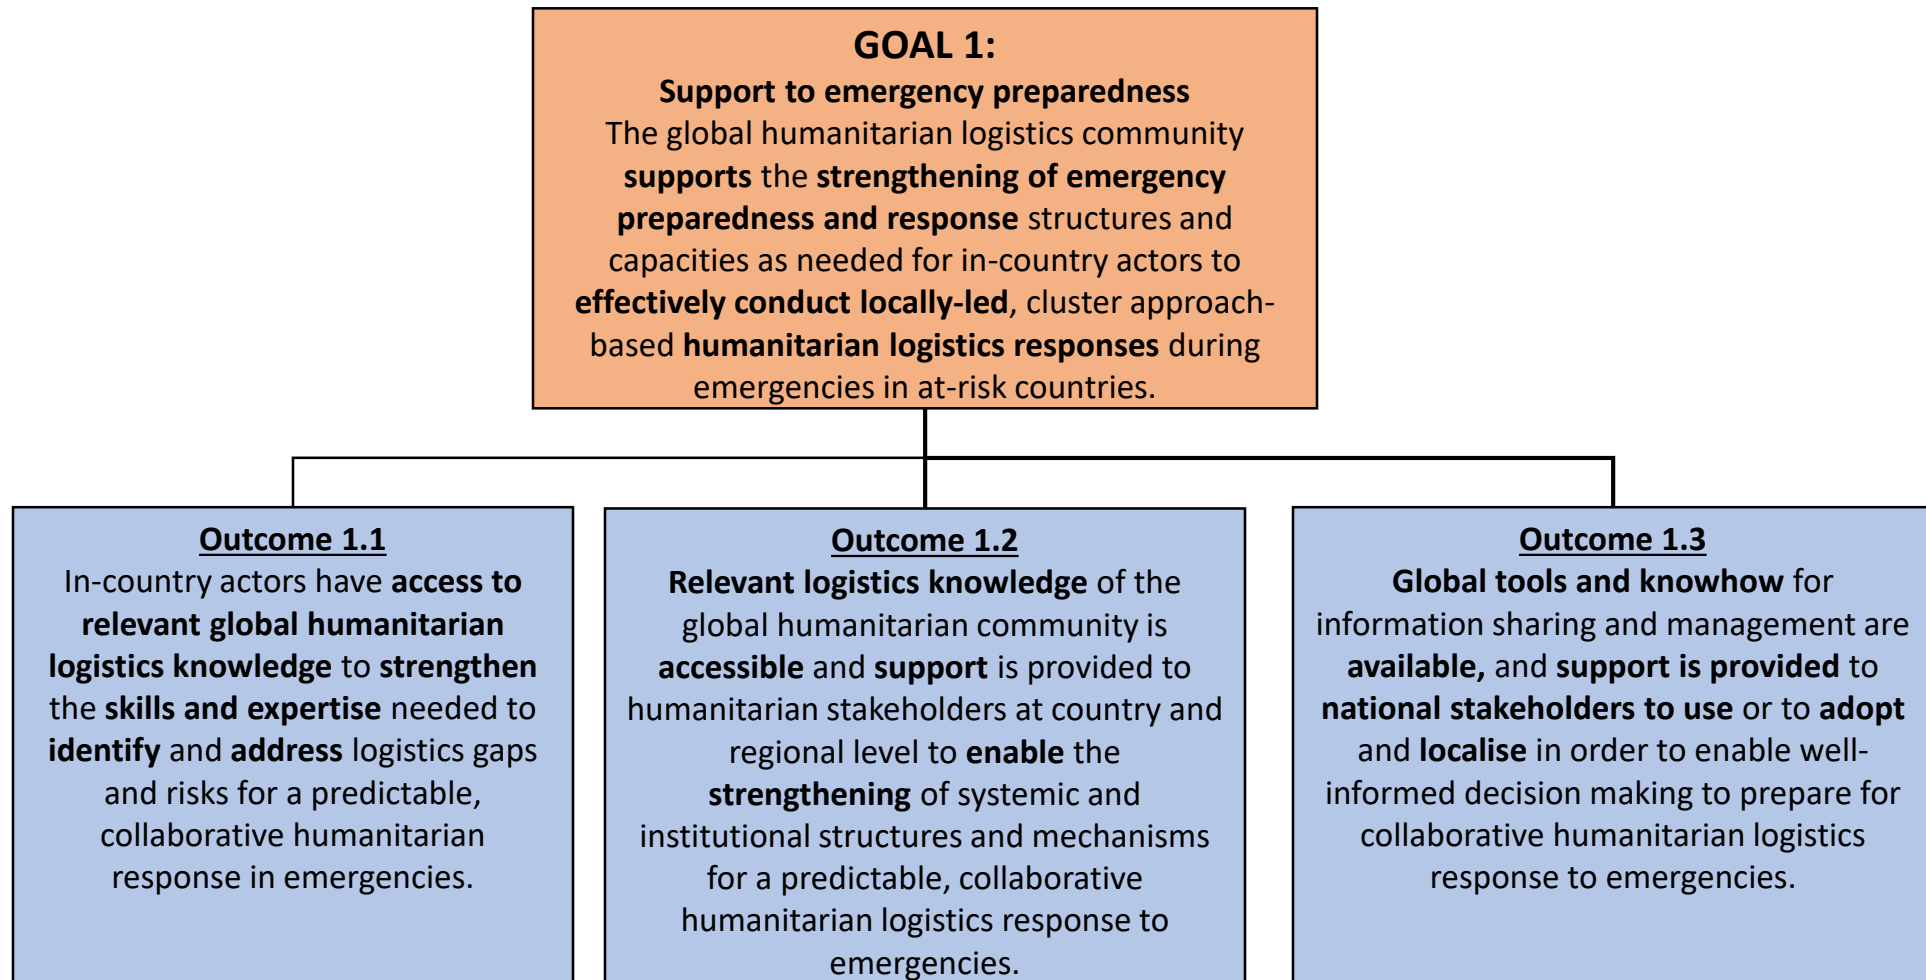 GOAL 1:
Support to emergency preparedness
The global humanitarian logistics community
supports the strengthening of emergency
preparedness and response structures and
capacities as needed for in-country actors to
effectively conduct locally-led, cluster approach-
based humanitarian logistics responses during
emergencies in at-risk countries.
Outcome 1.1
In-country actors have access to
relevant global humanitarian
logistics knowledge to strengthen
the skills and expertise needed to
identify and address logistics gaps
and risks for a predictable,
collaborative humanitarian
response in emergencies.
Outcome 1.2
Relevant logistics knowledge of the
global humanitarian community is
accessible and support is provided to
humanitarian stakeholders at country and
regional level to enable the
strengthening of systemic and
institutional structures and mechanisms
for a predictable, collaborative
humanitarian logistics response to
emergencies.
Outcome 1.3
Global tools and knowhow for
information sharing and management are
available, and support is provided to
national stakeholders to use or to adopt
and localise in order to enable well-
informed decision making to prepare for
collaborative humanitarian logistics
response to emergencies.